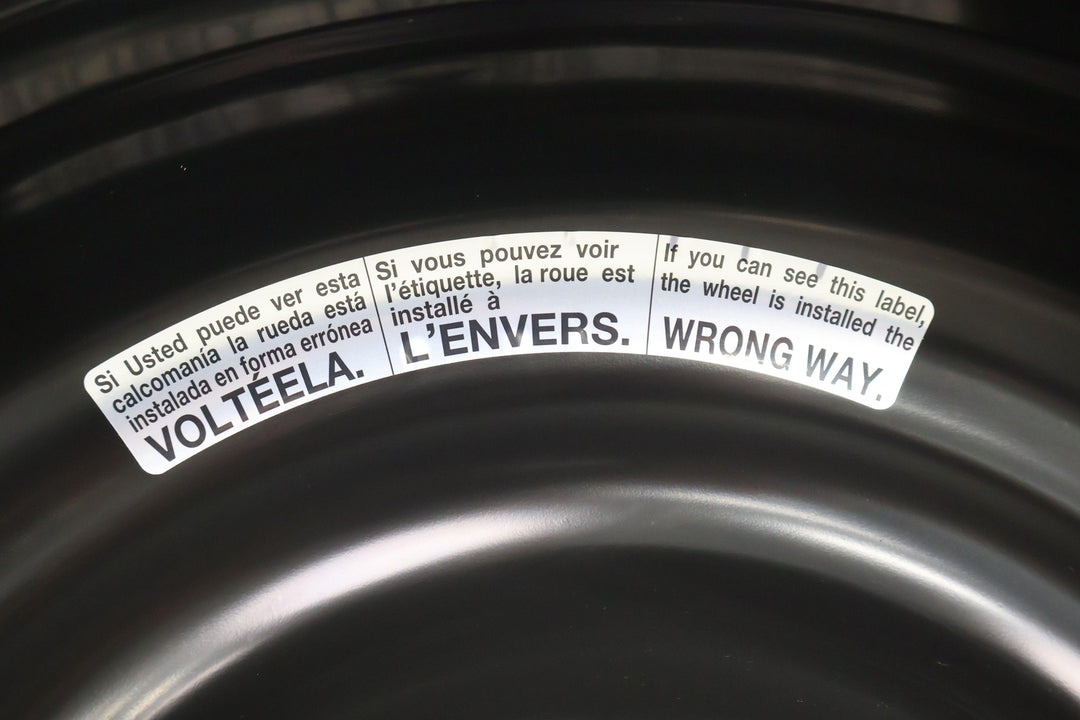 Si Usted puede ver esta
calcomanía la rueda está
instalada en forma errónea
VOLTÉELA.
Si vous pouvez voir
l'étiquette, la roue est
installé à
L'ENVERS.
If you can see this label,
the wheel is installed the
WRONG WAY.